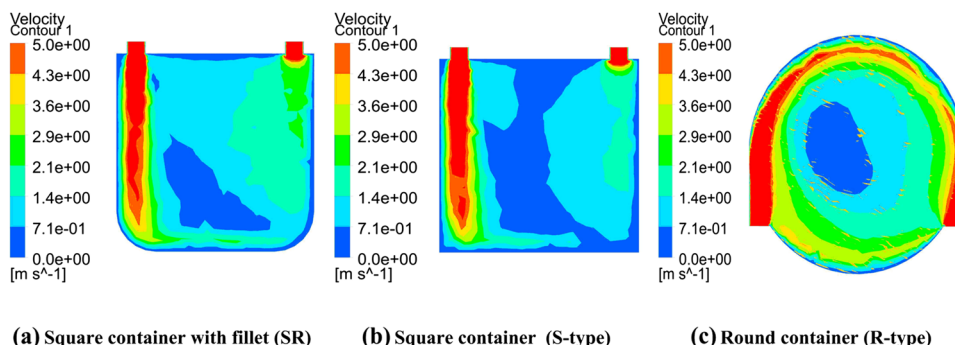 Velocity
Contour 1
5.0e+00
4.3e+00
3.6e+00
2.9e+00
2.1e+00
1.4e+00
7.1e-01
0.0e+00
[m s^-1]
(a) Square container with fillet (SR)
Velocity
Contour 1
5.0e+00
4.3e+00
3.6e+00
2.9e+00
2.1e+00
1.4e+00
7.1e-01
0.0e+00
[m s^-1]
(b) Square container (S-type)
Velocity
Contour 1
5.0e+00
4.3e+00
3.6e+00
2.9e+00
2.1e+00
1.4e+00
7.1e-01
0.0e+00
[m s^-1]
(c) Round container (R-type)